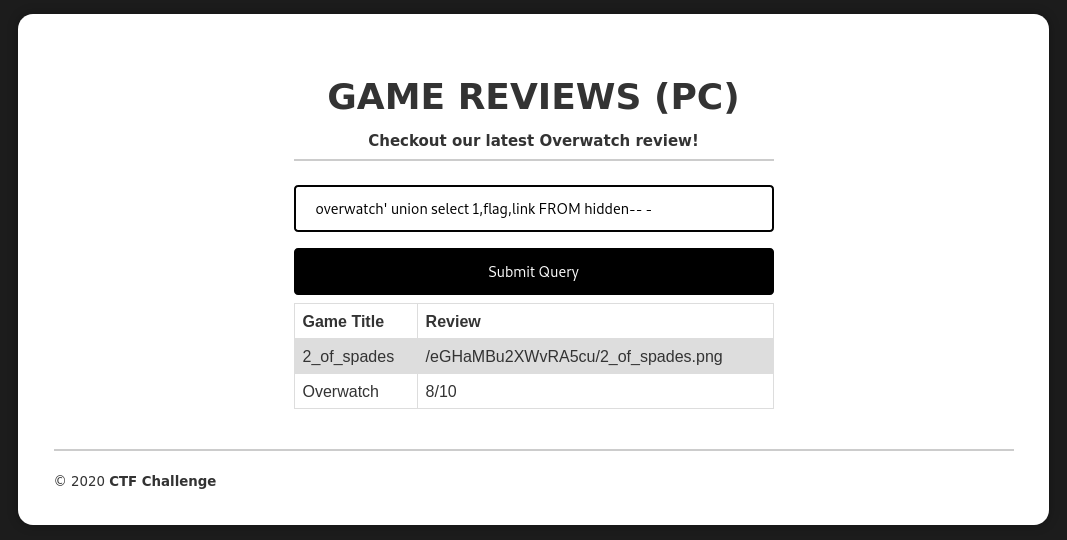 GAME REVIEWS (PC)
Checkout our latest Overwatch review!
overwatch' union select 1,flag,link FROM hidden-- -
Submit Query
Game Title Review
2_of_spades /eGHaMBu2XWvRA5cu/2_of_spades.png
Overwatch 8/10
© 2020 CTF Challenge